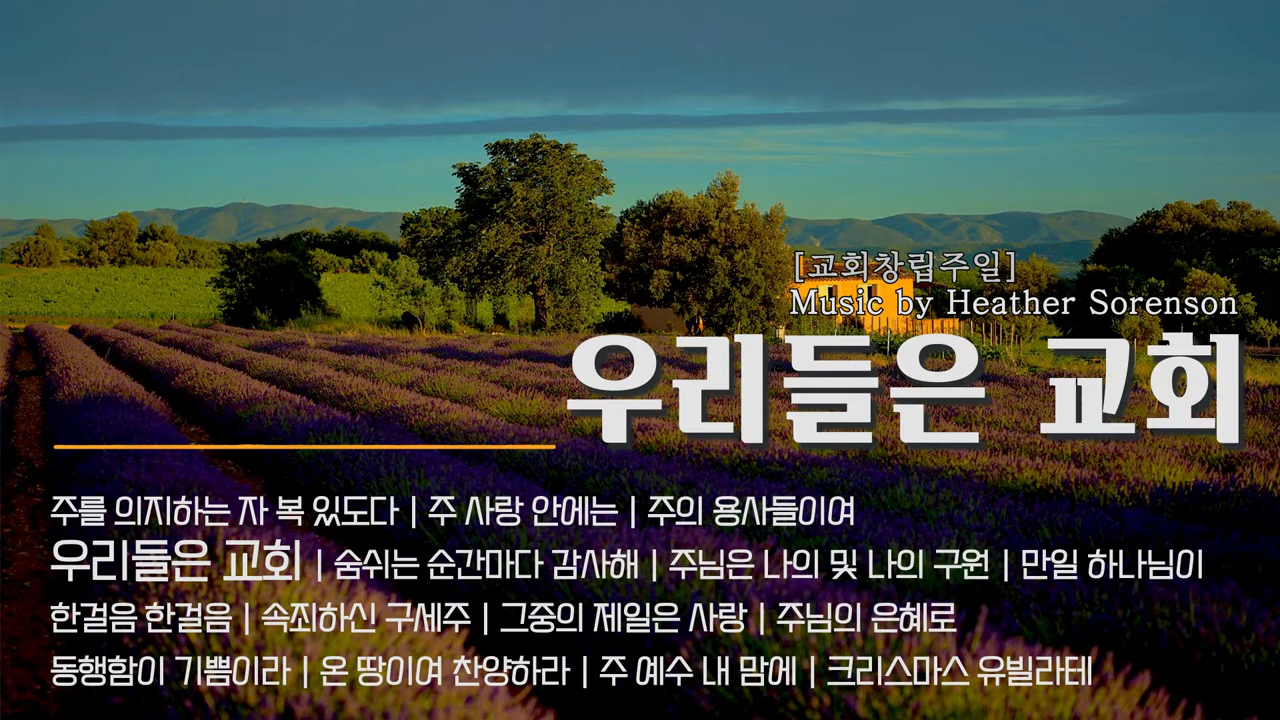 [교회창립주일]
Music by Heather Sorenson
우리들은 교회
주를 의지하는 자 복 있도다 | 주 사랑 안에는 | 주의 용사들이여
우리들은 교회 | 숨쉬는 순간마다 감사해 | 주님은 나의 빛 나의 구원 | 만일 하나님이
한걸음 한걸음 | 속죄하신 구세주 | 그중의 제일은 사랑 | 주님의 은혜로
동행함이 기쁨이라 | 온 땅이여 찬양하라 | 주 예수 내 맘에 | 크리스마스 유빌라테